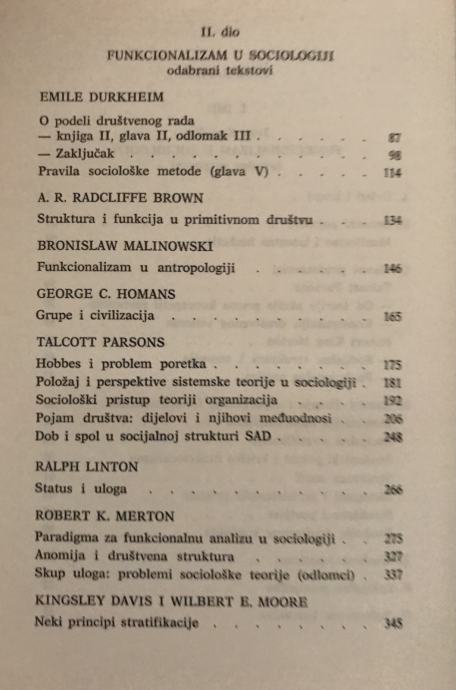 II. dio
FUNKCIONALIZAM U SOCIOLOGIJI
odabrani tekstovi
EMILE DURKHEIM
O podeli društvenog rada
— knjiga II, glava II, odlomak III . . . . . . 87
— Zaključak . . . . . . . . . . . 98
Pravila sociološke metode (glava V) . . . . . 114
A. R. RADCLIFFE BROWN
Struktura i funkcija u primitivnom društvu . . . 134
BRONISLAW MALINOWSKI
Funkcionalizam u antropologiji . . . . . . 146
GEORGE C. HOMANS
Grupe i civilizacija . . . . . . . . . 165
TALCOTT PARSONS
Hobbes i problem poretka . . . . . . . 175
Položaj i perspektive sistemske teorije u sociologiji . 181
Sociološki pristup teoriji organizacija . . . . 192
Pojam društva: dijelovi i njihovi međuodnosi . . 206
Dob i spol u socijalnoj strukturi SAD . . . . 248
RALPH LINTON
Status i uloga . . . . . . . . . . 266
ROBERT K. MERTON
Paradigma za funkcionalnu analizu u sociologiji . . 275
Anomija i društvena struktura . . . . . . 327
Skup uloga: problemi sociološke teorije (odlomci) . 337
KINGSLEY DAVIS I WILBERT E. MOORE
Neki principi stratifikacije . . . . . . . 345